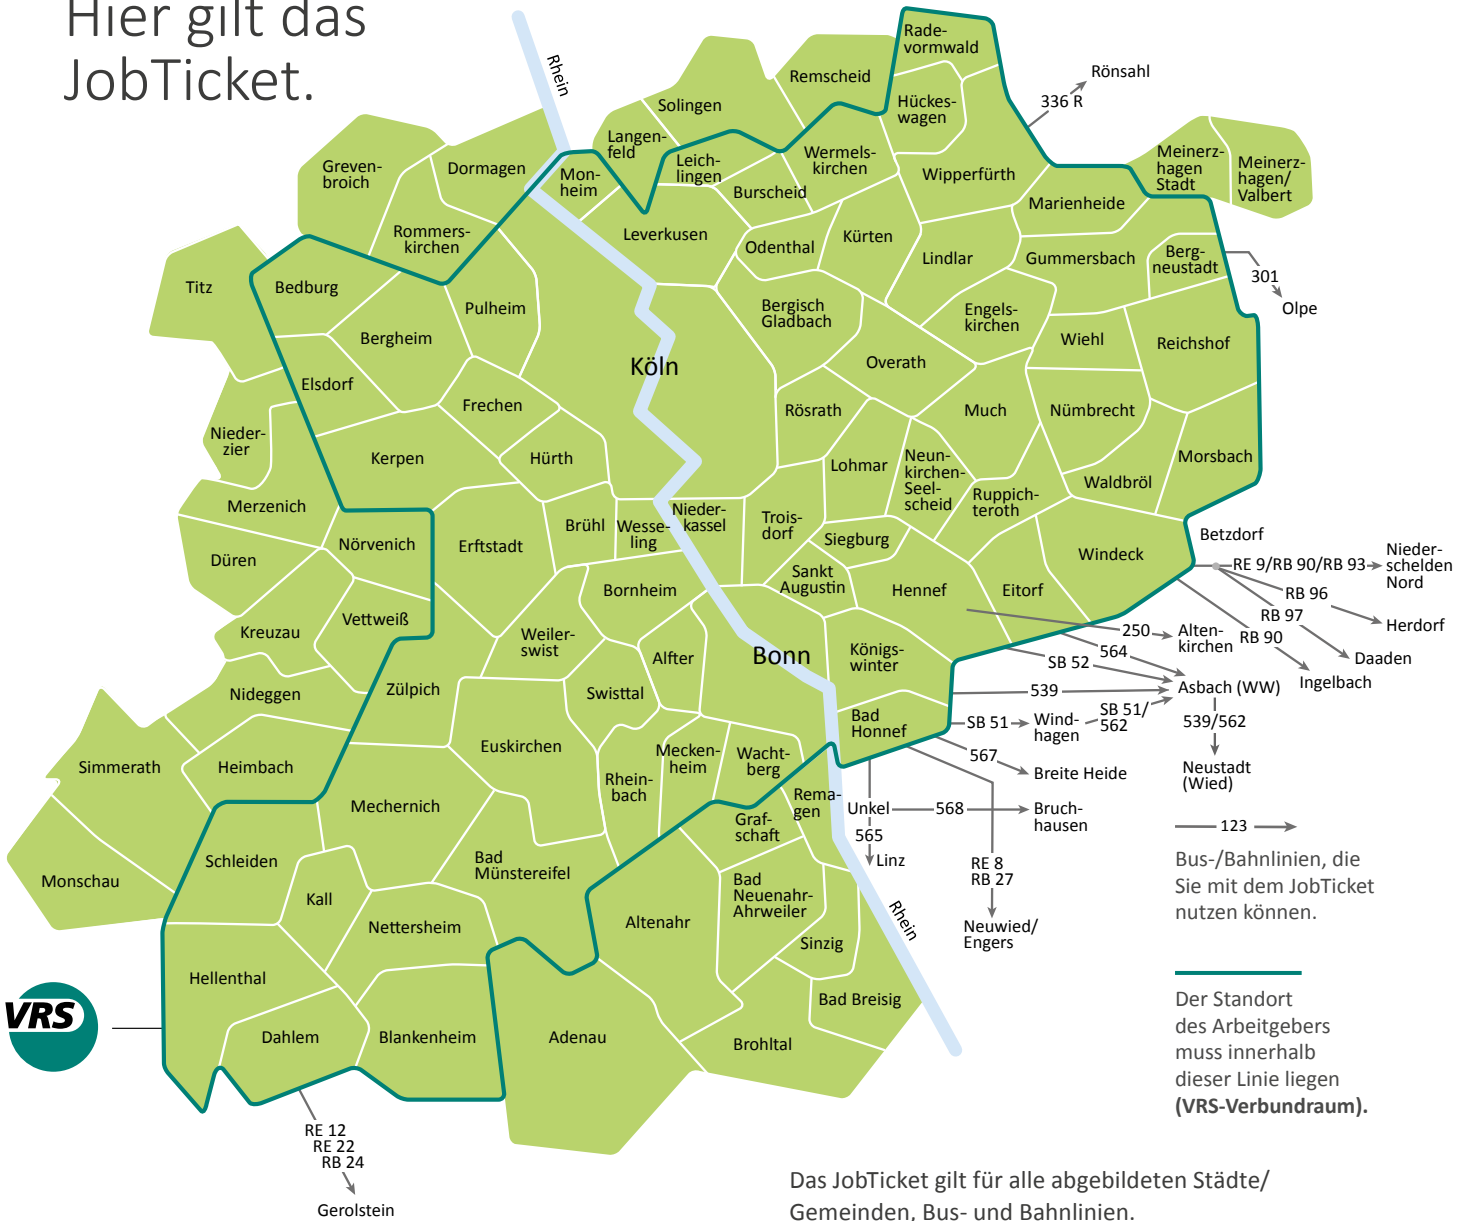 Hier gilt das
JobTicket.
Rhein
Rade-
vormwald
Remscheid
Rönsahl
336 R
Solingen
Hückes-
wagen
Langen-
feld
Leich-
lingen
Wermels-
kirchen
Meinerz-
hagen
Stadt
Meinerz-
hagen/
Valbert
Greven-
broich
Dormagen
Mon-
heim
Burscheid
Wipperfürth
Marienheide
Rommers-
kirchen
Leverkusen
Odenthal
Kürten
Lindlar
Gummersbach
Berg-
neustadt
301
Olpe
Titz
Bedburg
Pulheim
Bergisch
Gladbach
Engels-
kirchen
Bergheim
Wiehl
Reichshof
Köln
Overath
Elsdorf
Frechen
Rösrath
Much
Nümbrecht
Nieder-
zier
Kerpen
Hürth
Lohmar
Neun-
kirchen-
Seel-
scheid
Morsbach
Waldbröl
Ruppich-
teroth
Merzenich
Nörvenich
Erftstadt
Brühl
Wesse-
ling
Nieder-
kassel
Trois-
dorf
Siegburg
Windeck
Betzdorf
RE 9/RB 90/RB 93
Nieder-
schelden
Nord
Düren
Sankt
Augustin
Hennef
Eitorf
RB 96
Herdorf
RB 97
Daaden
RB 90
Ingelbach
Bornheim
Kreuzau
Vettweiß
Weiler-
swist
Alfter
Bonn
Königs-
winter
250
Alten-
kirchen
564
SB 52
Asbach (WW)
539
Nideggen
Zülpich
Swisttal
Bad
Honnef
SB 51
Wind-
hagen
SB 51/
562
539/562
Neustadt
(Wied)
Simmerath
Heimbach
Euskirchen
Rhein-
bach
Mecken-
heim
Wacht-
berg
567
Breite Heide
Mechernich
Rema-
gen
Unkel
568
Bruch-
hausen
565
Linz
Graf-
schaft
RE 8
RB 27
Neuwied/
Engers
123
Bus-/Bahnlinien, die
Sie mit dem JobTicket
nutzen können.
Monschau
Schleiden
Kall
Bad
Münstereifel
Bad
Neuenahr-
Ahrweiler
Altenahr
Nettersheim
Sinzig
Rhein
Hellenthal
Bad Breisig
Der Standort
des Arbeitgebers
muss innerhalb
dieser Linie liegen
(VRS-Verbundraum).
VRS
Dahlem
Blankenheim
Adenau
Brohltal
RE 12
RE 22
RB 24
Gerolstein
Das JobTicket gilt für alle abgebildeten Städte/
Gemeinden, Bus- und Bahnlinien.